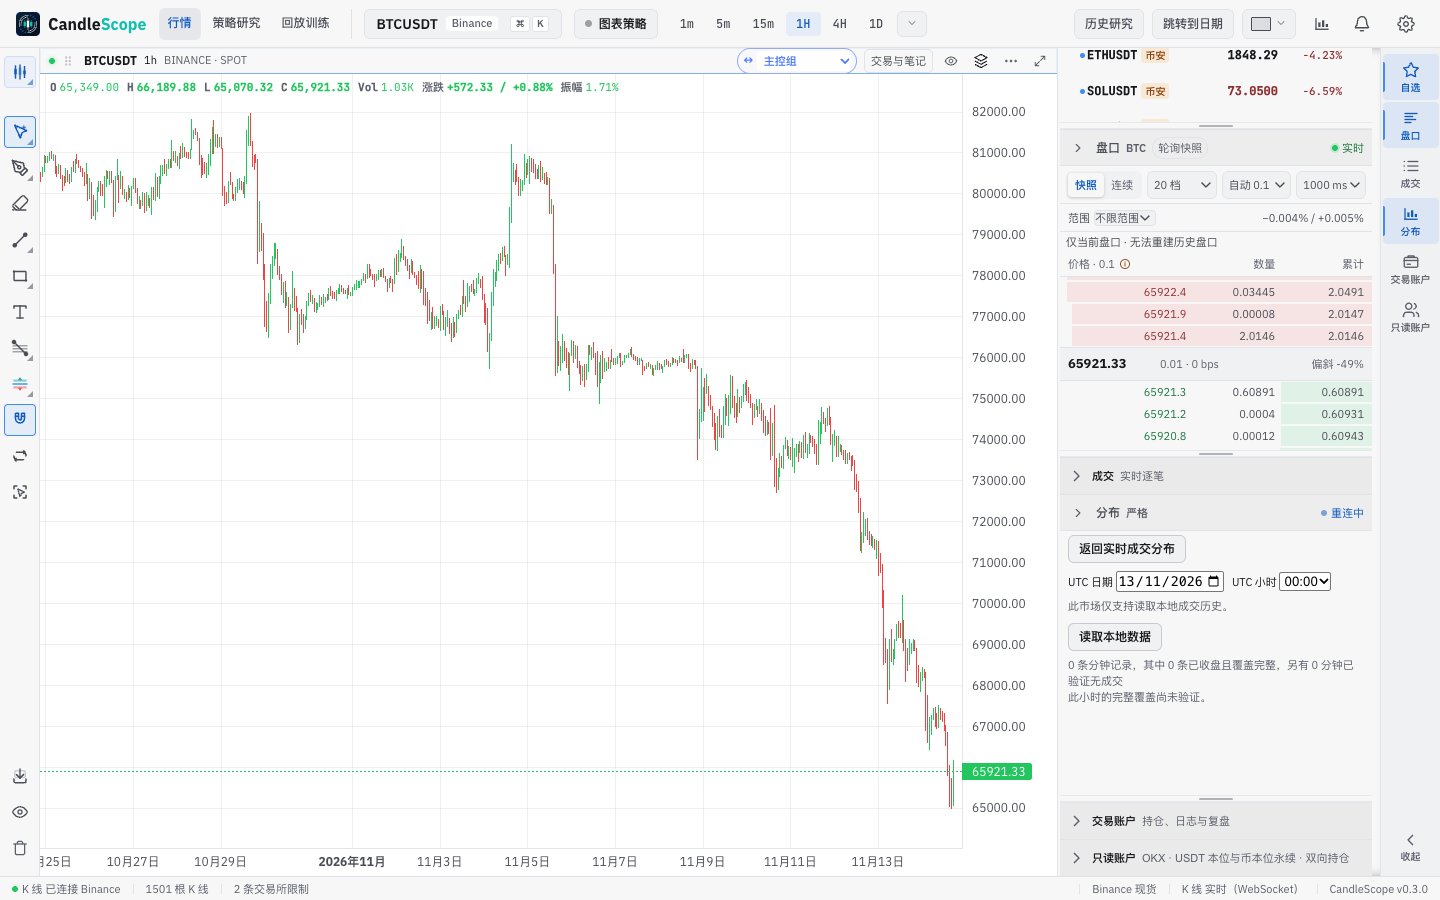 CandleScope 行情 策略研究 回放训练 BTCUSDT Binance ⌘ K 图表策略 1m 5m 15m 1H 4H 1D 历史研究 跳转到日期
BTCUSDT 1h BINANCE · SPOT 主控组 交易与笔记
O 65,349.00 H 66,189.88 L 65,070.32 C 65,921.33 Vol 1.03K 涨跌 +572.33 / +0.88% 振幅 1.71%
82000.00
81000.00
80000.00
79000.00
78000.00
77000.00
76000.00
75000.00
74000.00
73000.00
72000.00
71000.00
70000.00
69000.00
68000.00
67000.00
65921.33
65000.00
月25日 10月27日 10月29日 2026年11月 11月3日 11月5日 11月7日 11月9日 11月11日 11月13日
ETHUSDT 币安 1848.29 -4.23%
SOLUSDT 币安 73.0500 -6.59%
盘口 BTC 轮询快照 实时
快照 连续 20 档 自动 0.1 1000 ms
范围 不限范围 −0.004% / +0.005%
仅当前盘口 · 无法重建历史盘口
价格 · 0.1 数量 累计
65922.4 0.03445 2.0491
65921.9 0.00008 2.0147
65921.4 2.0146 2.0146
65921.33 0.01 · 0 bps 偏斜 -49%
65921.3 0.60891 0.60891
65921.2 0.0004 0.60931
65920.8 0.00012 0.60943
成交 实时逐笔
分布 严格 重连中
返回实时成交分布
UTC 日期 13/11/2026 UTC 小时 00:00
此市场仅支持读取本地成交历史。
读取本地数据
0 条分钟记录，其中 0 条已收盘且覆盖完整，另有 0 分钟已
验证无成交
此小时的完整覆盖尚未验证。
交易账户 持仓、日志与复盘
只读账户 OKX · USDT 本位与币本位永续 · 双向持仓
自选
盘口
成交
分布
交易账户
只读账户
收起
K 线 已连接 Binance 1501 根 K 线 2 条交易所限制 Binance 现货 K 线 实时（WebSocket） CandleScope v0.3.0